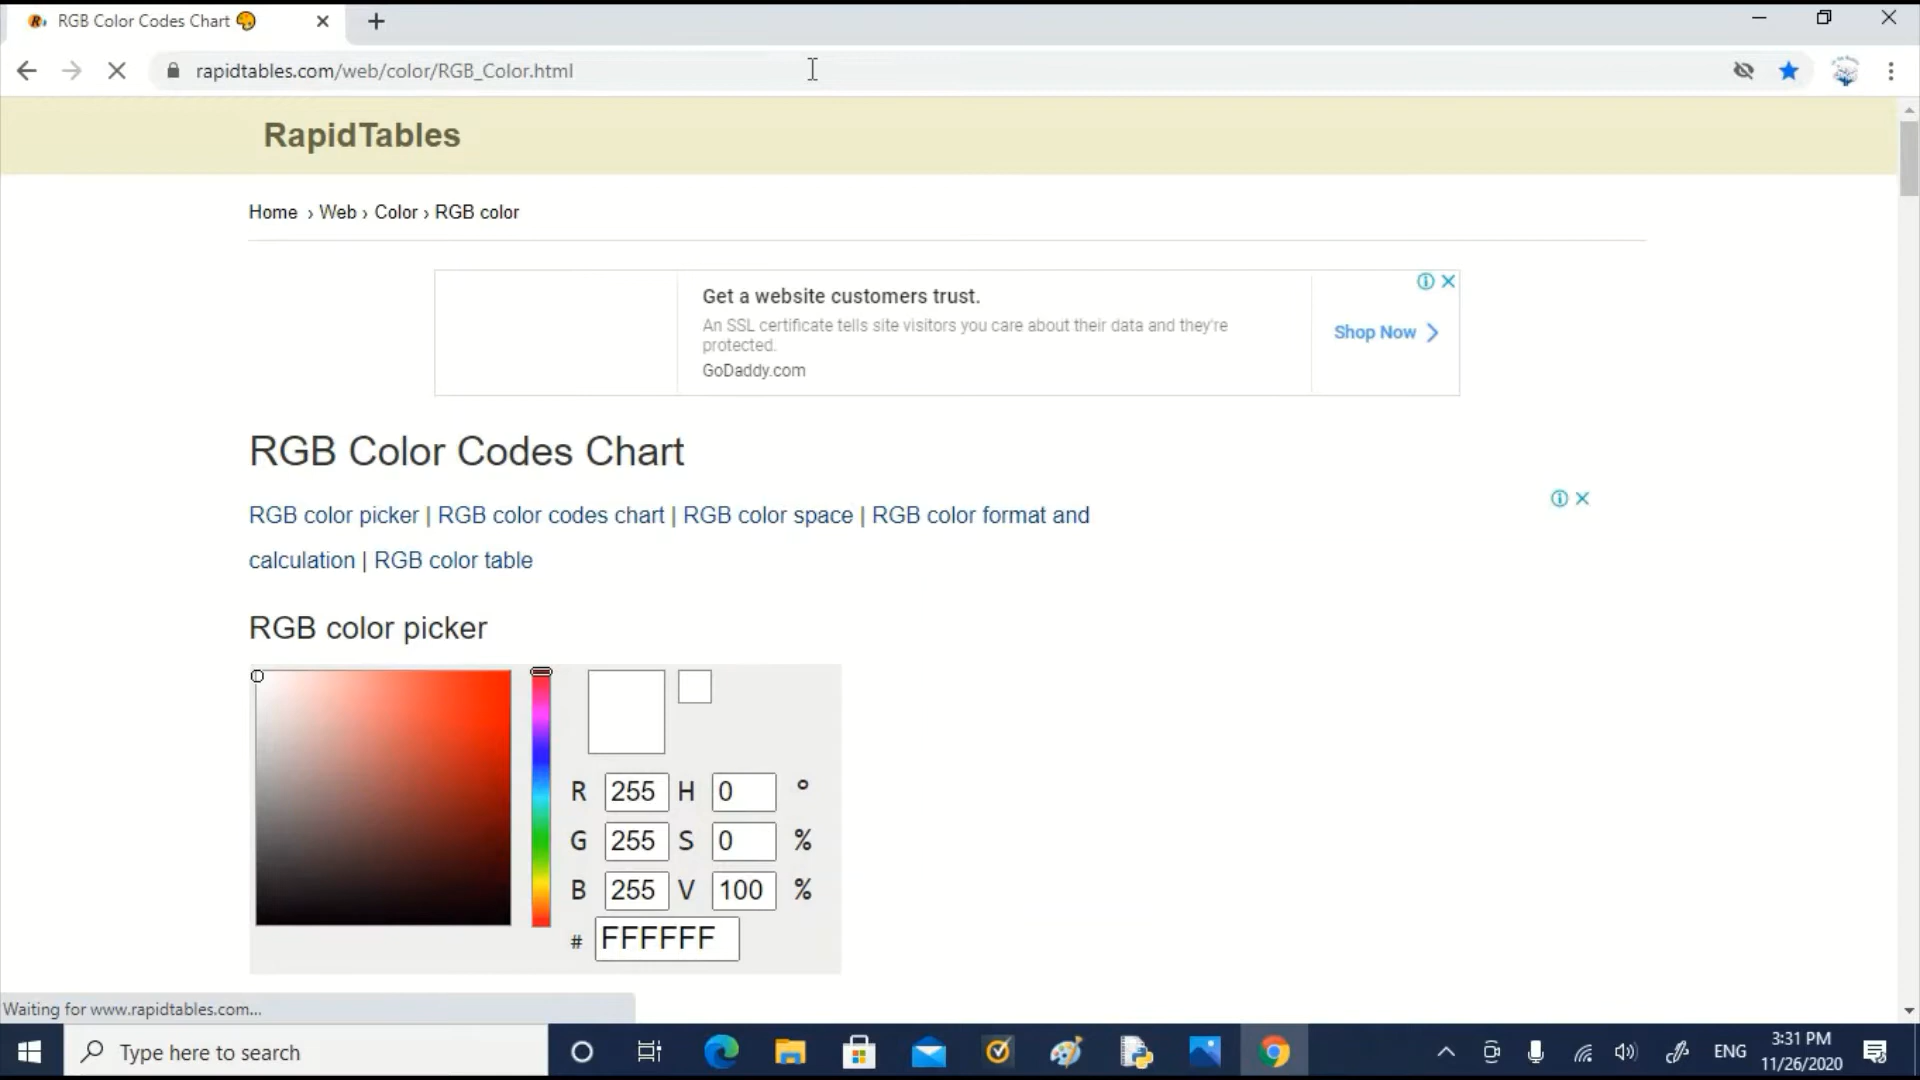 RGB Color Codes Chart
rapidtables.com/web/color/RGB_Color.html
RapidTables
Home › Web › Color › RGB color
Get a website customers trust.
An SSL certificate tells site visitors you care about their data and they're
protected.
GoDaddy.com
Shop Now
RGB Color Codes Chart
RGB color picker | RGB color codes chart | RGB color space | RGB color format and
calculation | RGB color table
RGB color picker
R 255 H 0 °
G 255 S 0 %
B 255 V 100 %
# FFFFFF
Waiting for www.rapidtables.com...
Type here to search
ENG
3:31 PM
11/26/2020